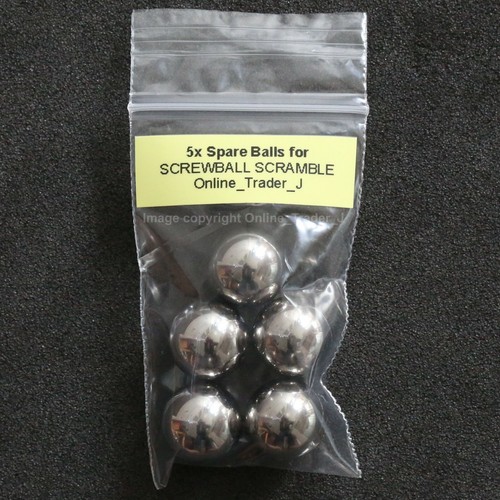 5x Spare Balls for
SCREWBALL SCRAMBLE
Online_Trader_J
Image copyright Online_Trader_J